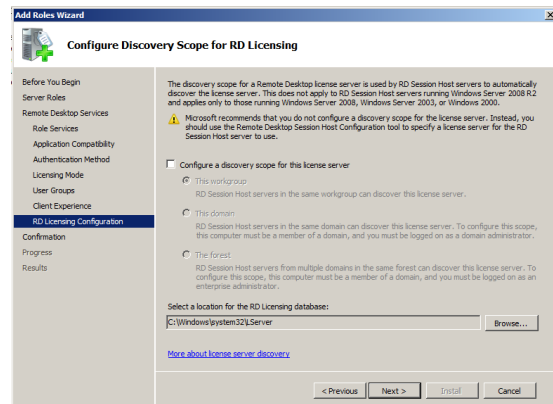 Add Roles Wizard
Configure Discovery Scope for RD Licensing
Before You Begin
Server Roles
Remote Desktop Services
Role Services
Application Compatibility
Authentication Method
Licensing Mode
User Groups
Client Experience
RD Licensing Configuration
Confirmation
Progress
Results
The discovery scope for a Remote Desktop license server is used by RD Session Host servers to automatically
discover the license server. This does not apply to RD Session Host servers running Windows Server 2008 R2
and applies only to those running Windows Server 2008, Windows Server 2003, or Windows 2000.
Microsoft recommends that you do not configure a discovery scope for the license server. Instead, you
should use the Remote Desktop Session Host Configuration tool to specify a license server for the RD
Session Host server to use.
Configure a discovery scope for this license server
This workgroup
RD Session Host servers in the same workgroup can discover this license server.
This domain
RD Session Host servers in the same domain can discover this license server. To configure this scope,
this computer must be a member of a domain, and you must be logged on as a domain administrator.
The forest
RD Session Host servers from multiple domains in the same forest can discover this license server. To
configure this scope, this computer must be a member of a domain, and you must be logged on as an
enterprise administrator.
Select a location for the RD Licensing database:
C:\Windows\system32\LServer
Browse...
More about license server discovery
< Previous
Next >
Install
Cancel